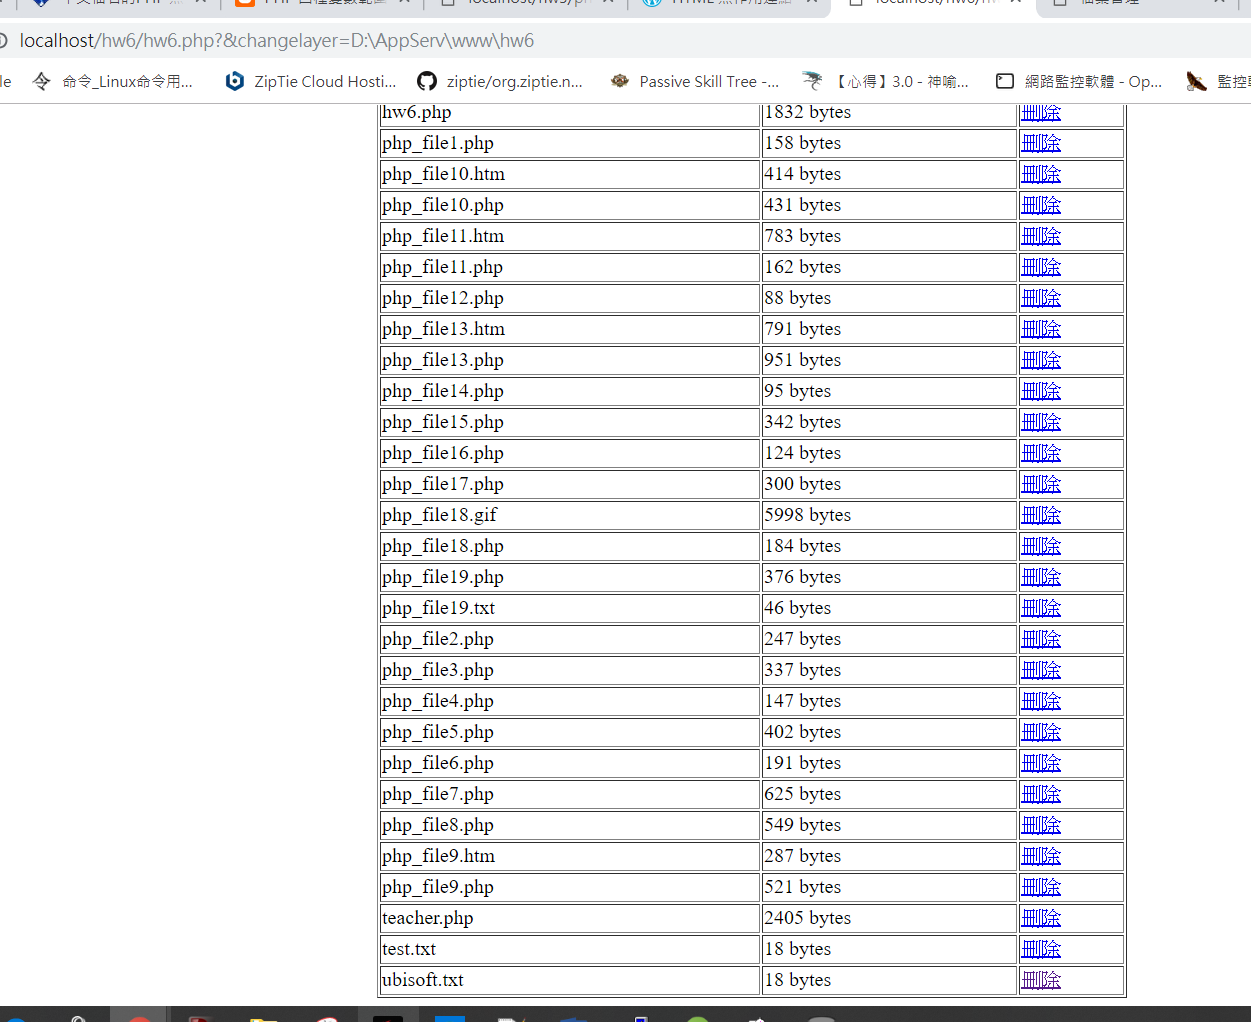 localhost/hw6/hw6.php?&changelayer=D:\AppServ\www\hw6
le 命令_Linux命令用... ZipTie Cloud Hosti... ziptie/org.ziptie.n... Passive Skill Tree -... 【心得】3.0 - 神喻... 網路監控軟體 - Op... 監控
hw6.php 1832 bytes 刪除
php_file1.php 158 bytes 刪除
php_file10.htm 414 bytes 刪除
php_file10.php 431 bytes 刪除
php_file11.htm 783 bytes 刪除
php_file11.php 162 bytes 刪除
php_file12.php 88 bytes 刪除
php_file13.htm 791 bytes 刪除
php_file13.php 951 bytes 刪除
php_file14.php 95 bytes 刪除
php_file15.php 342 bytes 刪除
php_file16.php 124 bytes 刪除
php_file17.php 300 bytes 刪除
php_file18.gif 5998 bytes 刪除
php_file18.php 184 bytes 刪除
php_file19.php 376 bytes 刪除
php_file19.txt 46 bytes 刪除
php_file2.php 247 bytes 刪除
php_file3.php 337 bytes 刪除
php_file4.php 147 bytes 刪除
php_file5.php 402 bytes 刪除
php_file6.php 191 bytes 刪除
php_file7.php 625 bytes 刪除
php_file8.php 549 bytes 刪除
php_file9.htm 287 bytes 刪除
php_file9.php 521 bytes 刪除
teacher.php 2405 bytes 刪除
test.txt 18 bytes 刪除
ubisoft.txt 18 bytes 刪除